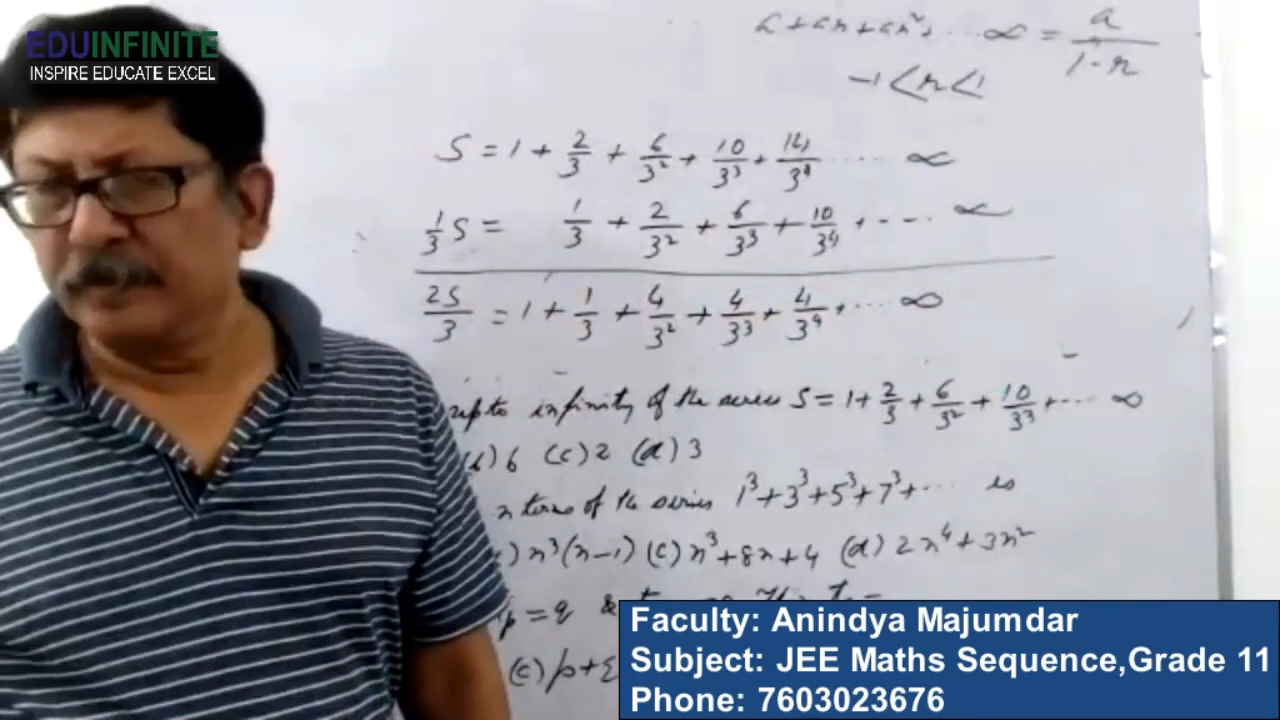 EDUINFINITE
INSPIRE EDUCATE EXCEL
a + ar + ar² + ... ∞ = a/(1-r)
-1 < r < 1
S = 1 + 2/3 + 6/3² + 10/3³ + 14/3⁴ ..... ∞
1/3 S = 1/3 + 2/3² + 6/3³ + 10/3⁴ + .... ∞
2S/3 = 1 + 1/3 + 4/3² + 4/3³ + 4/3⁴ + .... ∞
upto infinity of the series S = 1 + 2/3 + 6/3² + 10/3³ + ... ∞
(b) 6 (c) 2 (d) 3
n terms of the series 1³ + 3³ + 5³ + 7³ + .... is
) n³(n-1) (c) n³ + 8n + 4 (d) 2n⁴ + 3n²
p = q &
(c) p +
Faculty: Anindya Majumdar
Subject: JEE Maths Sequence,Grade 11
Phone: 7603023676